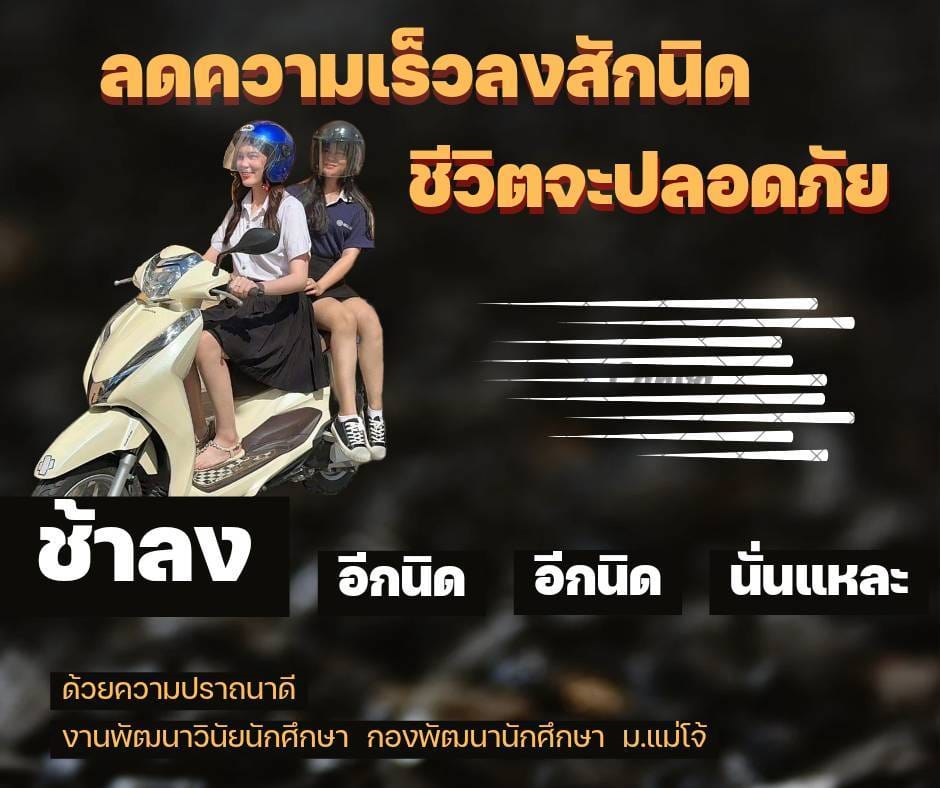 ลดความเร็วลงสักนิด
ชีวิตจะปลอดภัย
ช้าลง อีกนิด อีกนิด นั่นแหละ
ด้วยความปราถนาดี
งานพัฒนาวินัยนักศึกษา กองพัฒนานักศึกษา ม.แม่โจ้